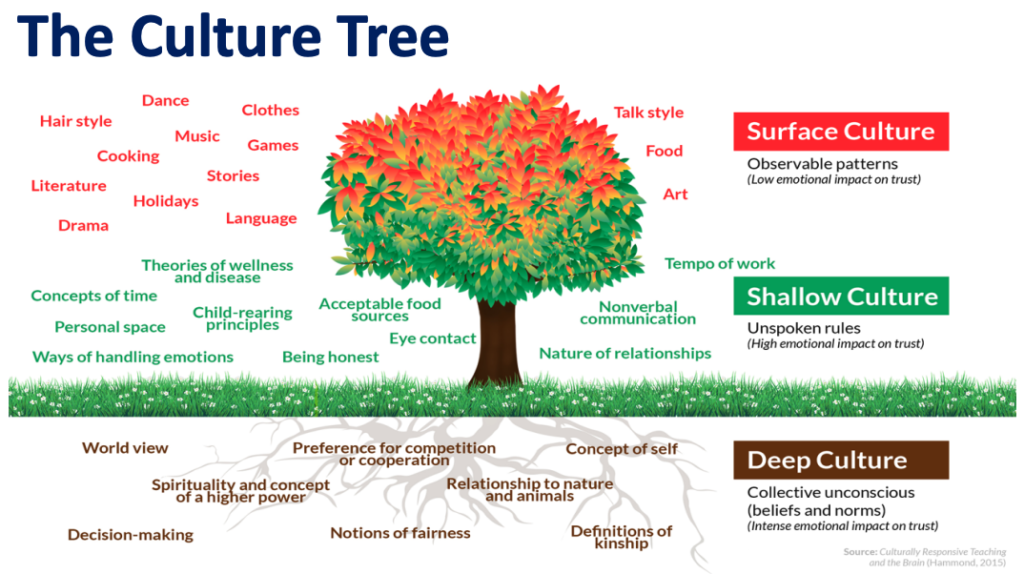 The Culture Tree
Dance
Clothes
Hair style
Music
Games
Cooking
Stories
Literature
Holidays
Language
Drama
Talk style
Food
Art
Surface Culture
Observable patterns
(Low emotional impact on trust)
Theories of wellness
and disease
Concepts of time
Child-rearing
principles
Acceptable food
sources
Personal space
Eye contact
Ways of handling emotions
Being honest
Tempo of work
Nonverbal
communication
Nature of relationships
Shallow Culture
Unspoken rules
(High emotional impact on trust)
World view
Preference for competition
or cooperation
Concept of self
Spirituality and concept
of a higher power
Relationship to nature
and animals
Decision-making
Notions of fairness
Definitions of
kinship
Deep Culture
Collective unconscious
(beliefs and norms)
(Intense emotional impact on trust)
Source: Culturally Responsive Teaching
and the Brain (Hammond, 2015)